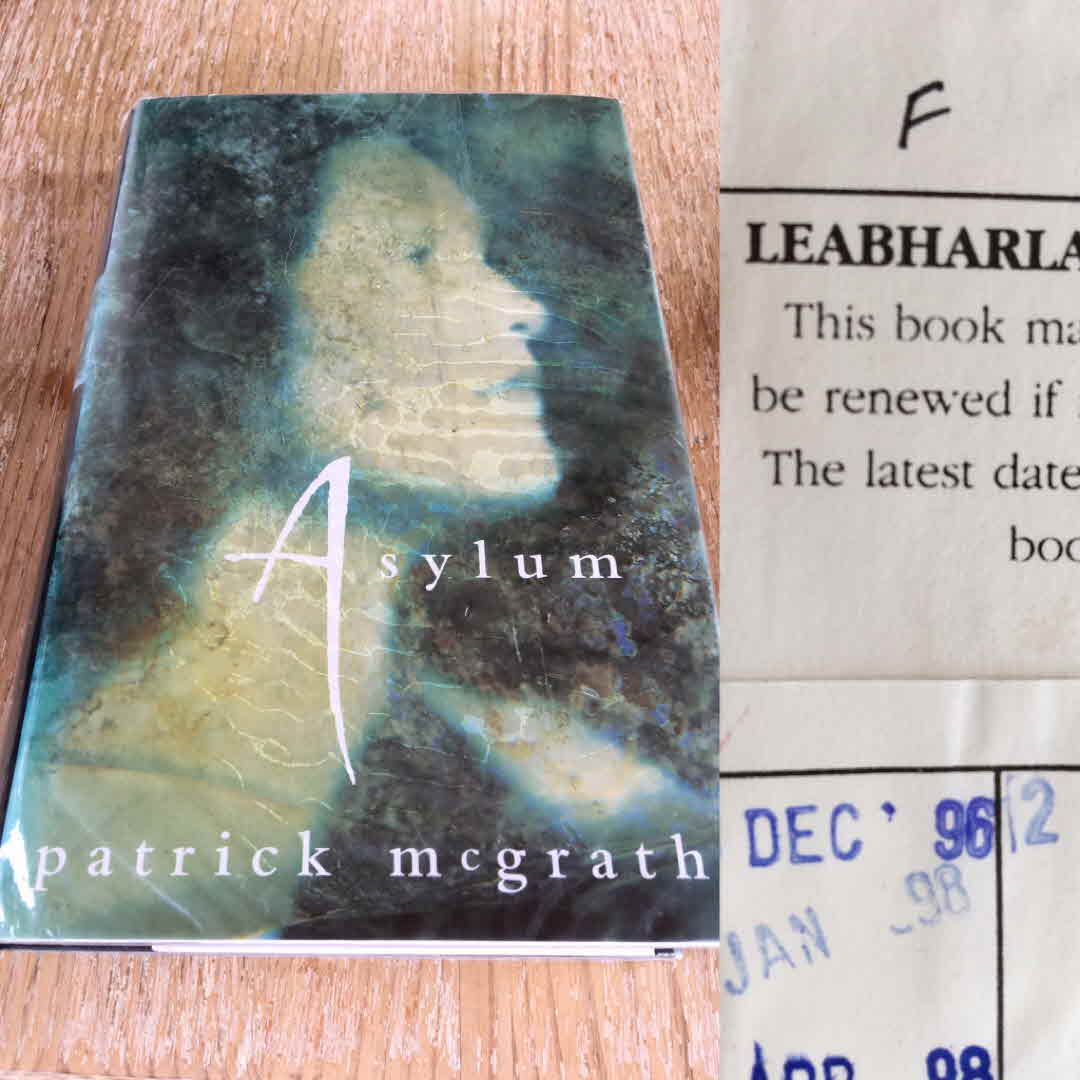 Asylum
patrick mcgrath
F
LEABHARLA
This book ma
be renewed if
The latest date
boo
DEC ' 96
12
JAN 98
APR 98